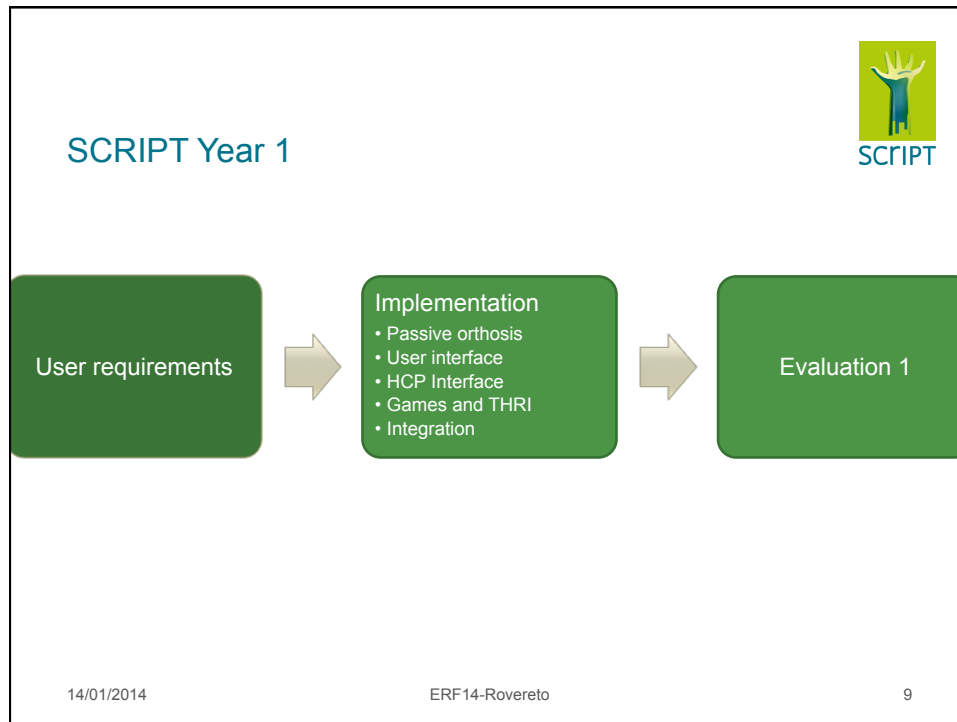 SCRIPT
SCRIPT Year 1
User requirements
Implementation
• Passive orthosis
• User interface
• HCP Interface
• Games and THRI
• Integration
Evaluation 1
14/01/2014
ERF14-Rovereto
9